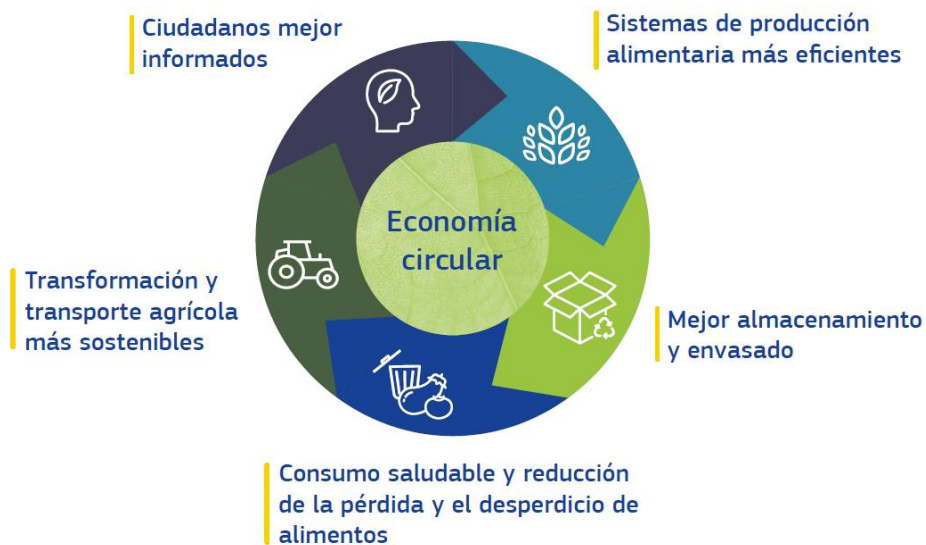 Ciudadanos mejor
informados
Sistemas de producción
alimentaria más eficientes
Economía
circular
Transformación y
transporte agrícola
más sostenibles
Mejor almacenamiento
y envasado
Consumo saludable y reducción
de la pérdida y el desperdicio de
alimentos